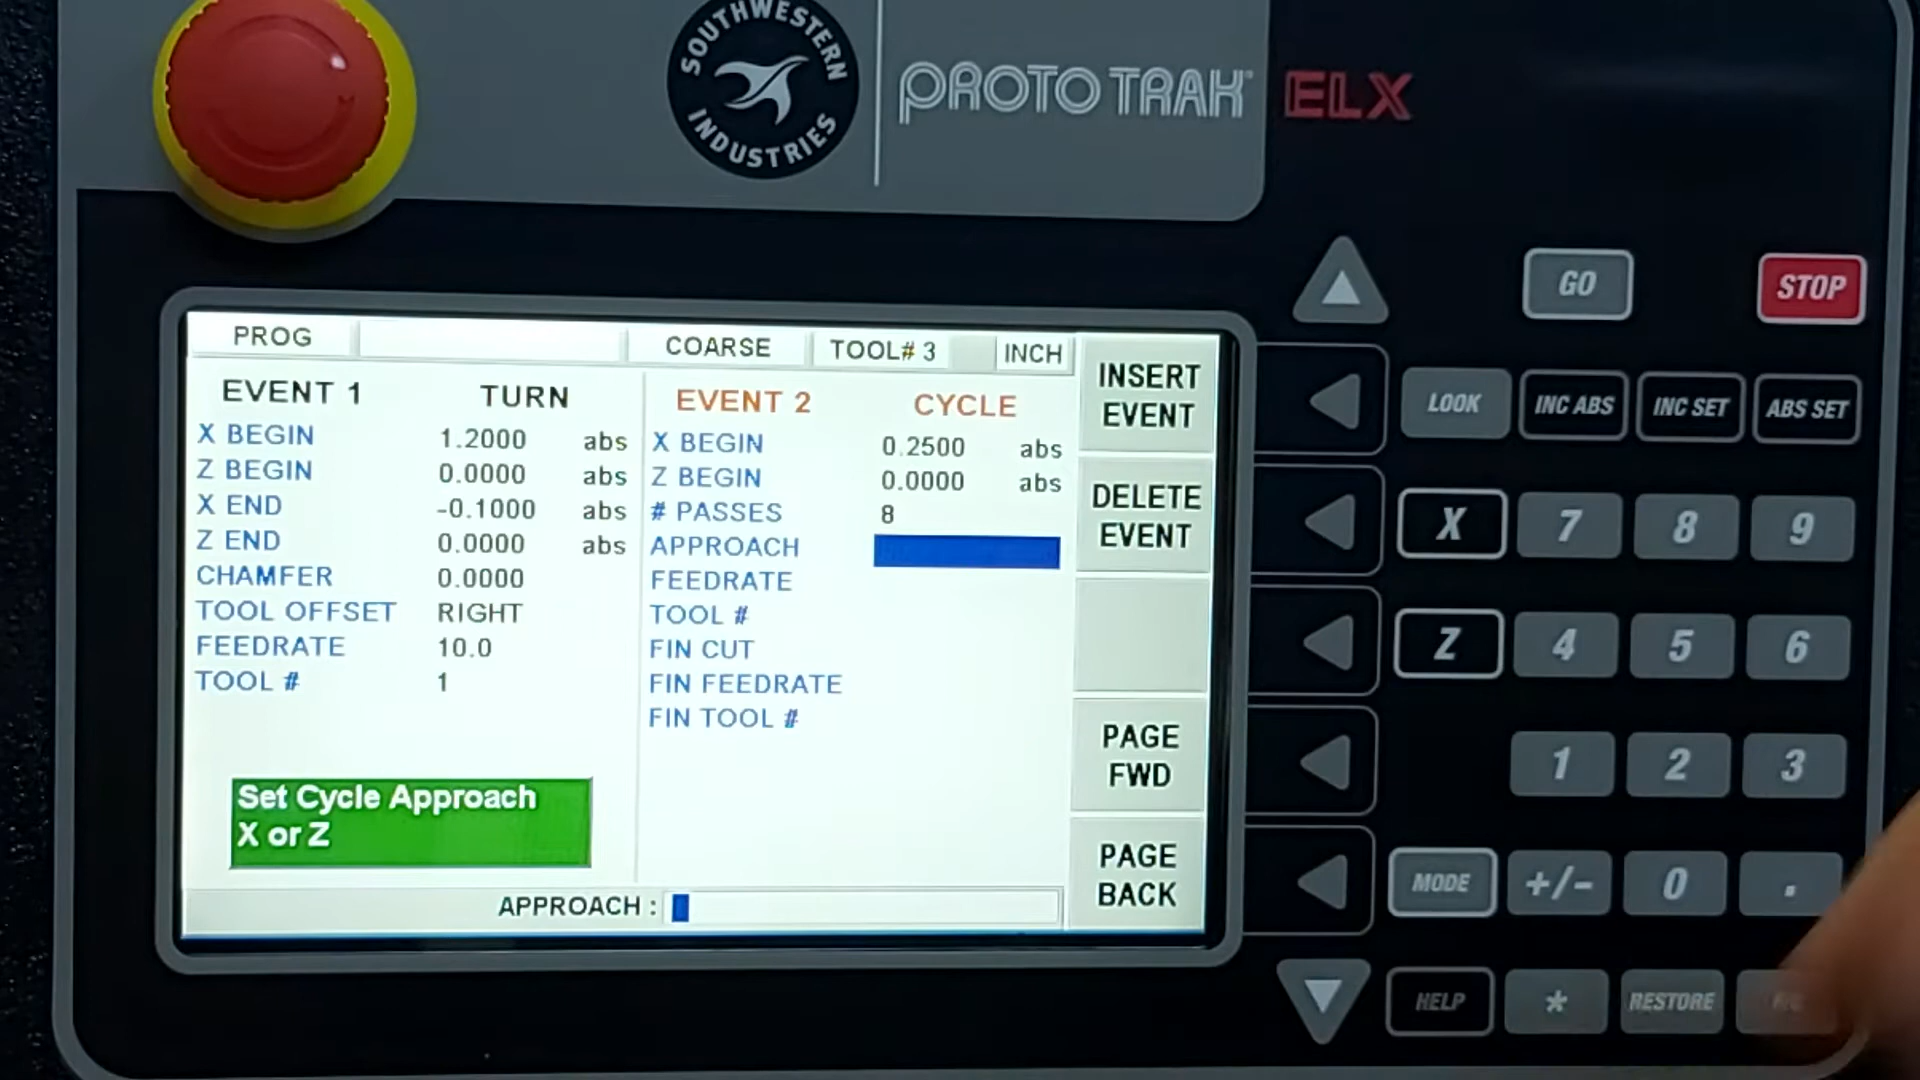 SOUTHWESTERN
INDUSTRIES
PROTO TRAK ELX
GO
STOP
PROG COARSE TOOL# 3 INCH
INSERT
EVENT
EVENT 1 TURN
X BEGIN 1.2000 abs
Z BEGIN 0.0000 abs
X END -0.1000 abs
Z END 0.0000 abs
CHAMFER 0.0000
TOOL OFFSET RIGHT
FEEDRATE 10.0
TOOL # 1
EVENT 2 CYCLE
X BEGIN 0.2500 abs
Z BEGIN 0.0000 abs
# PASSES 8
APPROACH
FEEDRATE
TOOL #
FIN CUT
FIN FEEDRATE
FIN TOOL #
DELETE
EVENT
PAGE
FWD
PAGE
BACK
Set Cycle Approach
X or Z
APPROACH :
LOOK INC ABS INC SET ABS SET
X 7 8 9
Z 4 5 6
1 2 3
MODE +/- 0 .
HELP * RESTORE